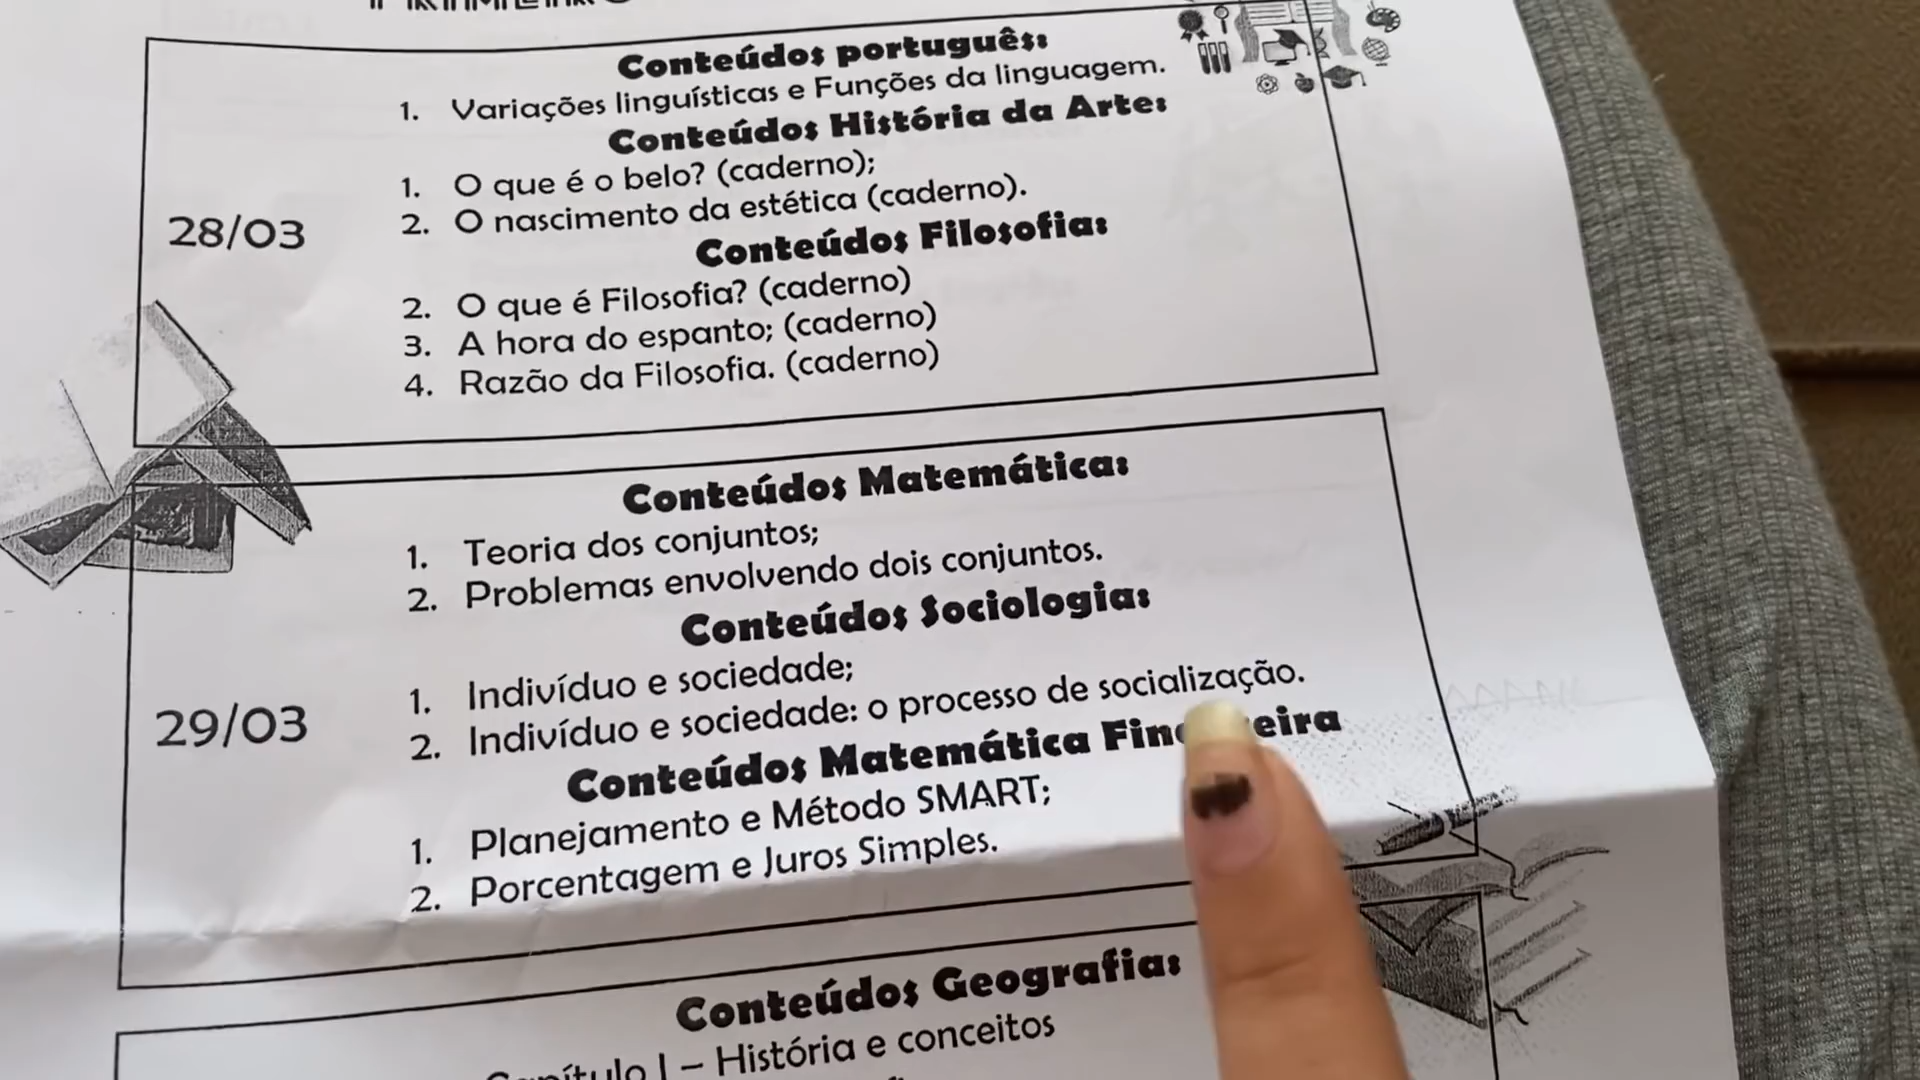 Conteúdos português:
1. Variações linguísticas e Funções da linguagem.
Conteúdos História da Arte:
1. O que é o belo? (caderno);
2. O nascimento da estética (caderno).
28/03
Conteúdos Filosofia:
2. O que é Filosofia? (caderno)
3. A hora do espanto; (caderno)
4. Razão da Filosofia. (caderno)
Conteúdos Matemática:
1. Teoria dos conjuntos;
2. Problemas envolvendo dois conjuntos.
Conteúdos Sociologia:
1. Indivíduo e sociedade;
2. Indivíduo e sociedade: o processo de socialização.
29/03
Conteúdos Matemática
1. Planejamento e Método SMART;
2. Porcentagem e Juros Simples.
Conteúdos Geografia:
I – História e conceitos